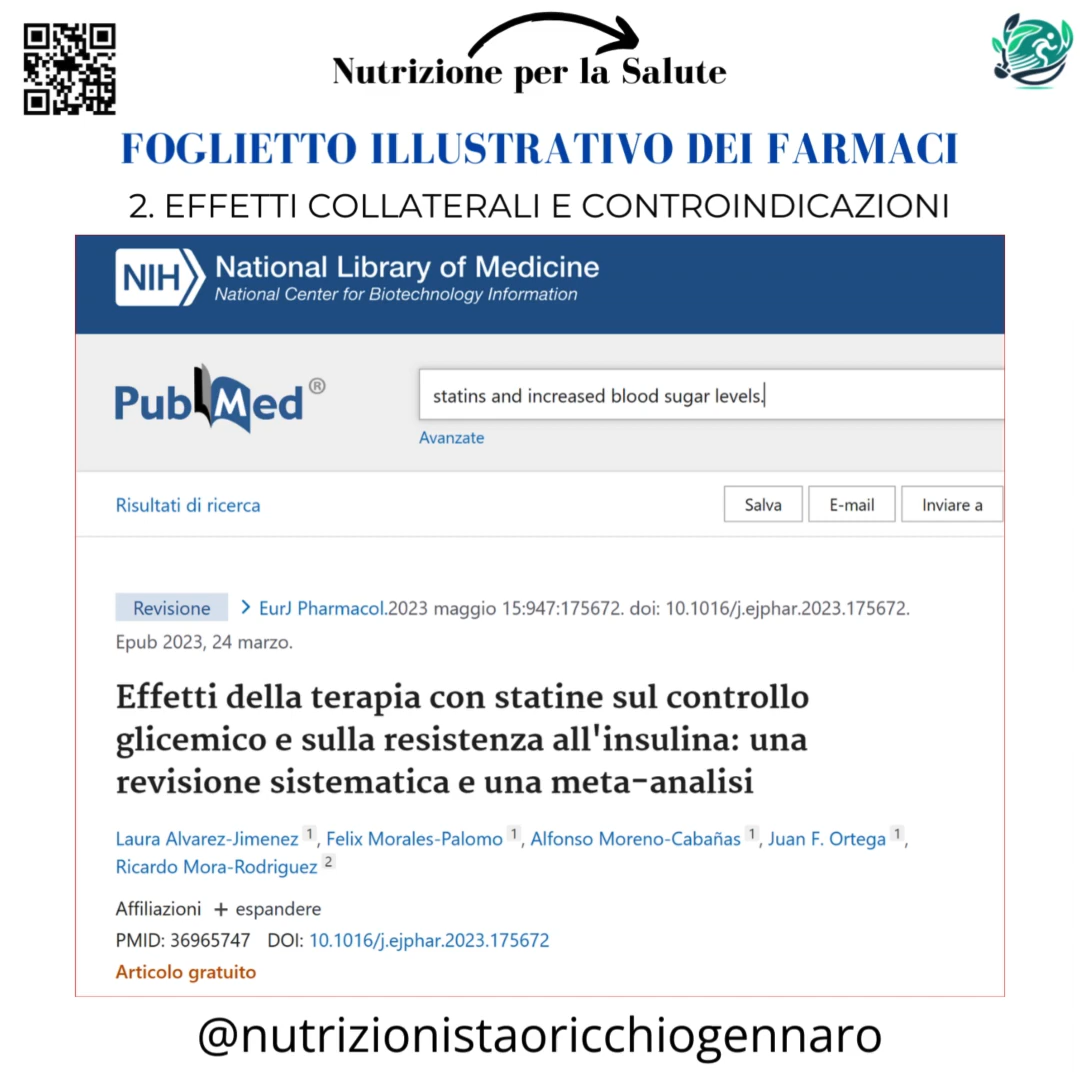 Nutrizione per la Salute
FOGLIETTO ILLUSTRATIVO DEI FARMACI
2. EFFETTI COLLATERALI E CONTROINDICAZIONI
NIH National Library of Medicine
National Center for Biotechnology Information
PubMed® statins and increased blood sugar levels.
Avanzate
Risultati di ricerca Salva E-mail Inviare a
Revisione > EurJ Pharmacol.2023 maggio 15:947:175672. doi: 10.1016/j.ejphar.2023.175672.
Epub 2023, 24 marzo.
Effetti della terapia con statine sul controllo
glicemico e sulla resistenza all'insulina: una
revisione sistematica e una meta-analisi
Laura Alvarez-Jimenez 1, Felix Morales-Palomo 1, Alfonso Moreno-Cabañas 1, Juan F. Ortega 1,
Ricardo Mora-Rodriguez 2
Affiliazioni + espandere
PMID: 36965747 DOI: 10.1016/j.ejphar.2023.175672
Articolo gratuito
@nutrizionistaoricchiogennaro